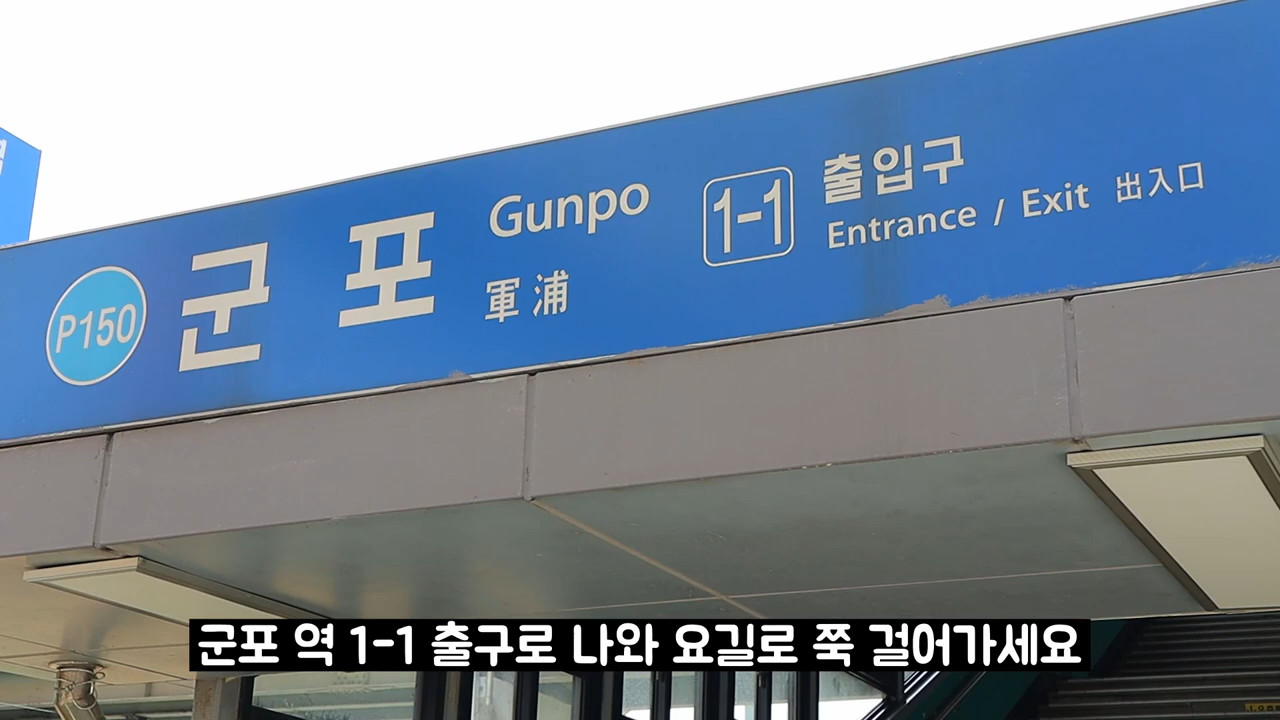 P150
군포
Gunpo
軍浦
1-1
출입구
Entrance / Exit 出入口
군포 역 1-1 출구로 나와 요길로 쭉 걸어가세요